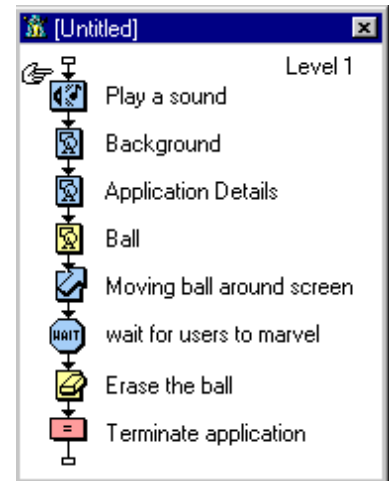 [Untitled]
Level 1
Play a sound
Background
Application Details
Ball
Moving ball around screen
WAIT
wait for users to marvel
Erase the ball
=
Terminate application